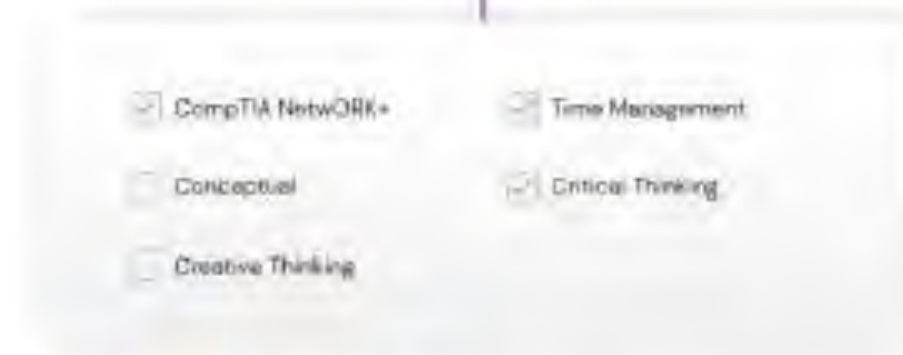 CompTIA NetwORK+
Time Management
Conceptual
Critical Thinking
Creative Thinking